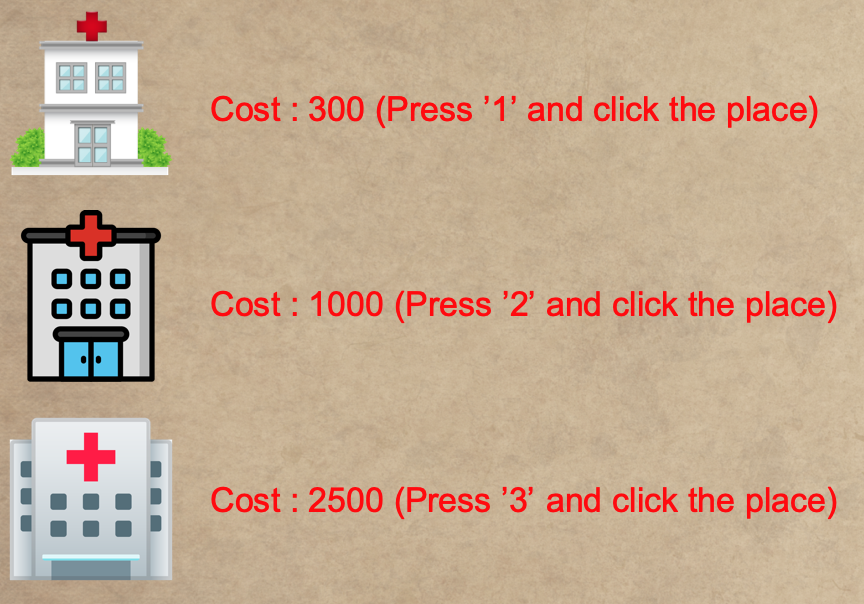 Cost : 300 (Press ’1’ and click the place)
Cost : 1000 (Press ’2’ and click the place)
Cost : 2500 (Press ’3’ and click the place)